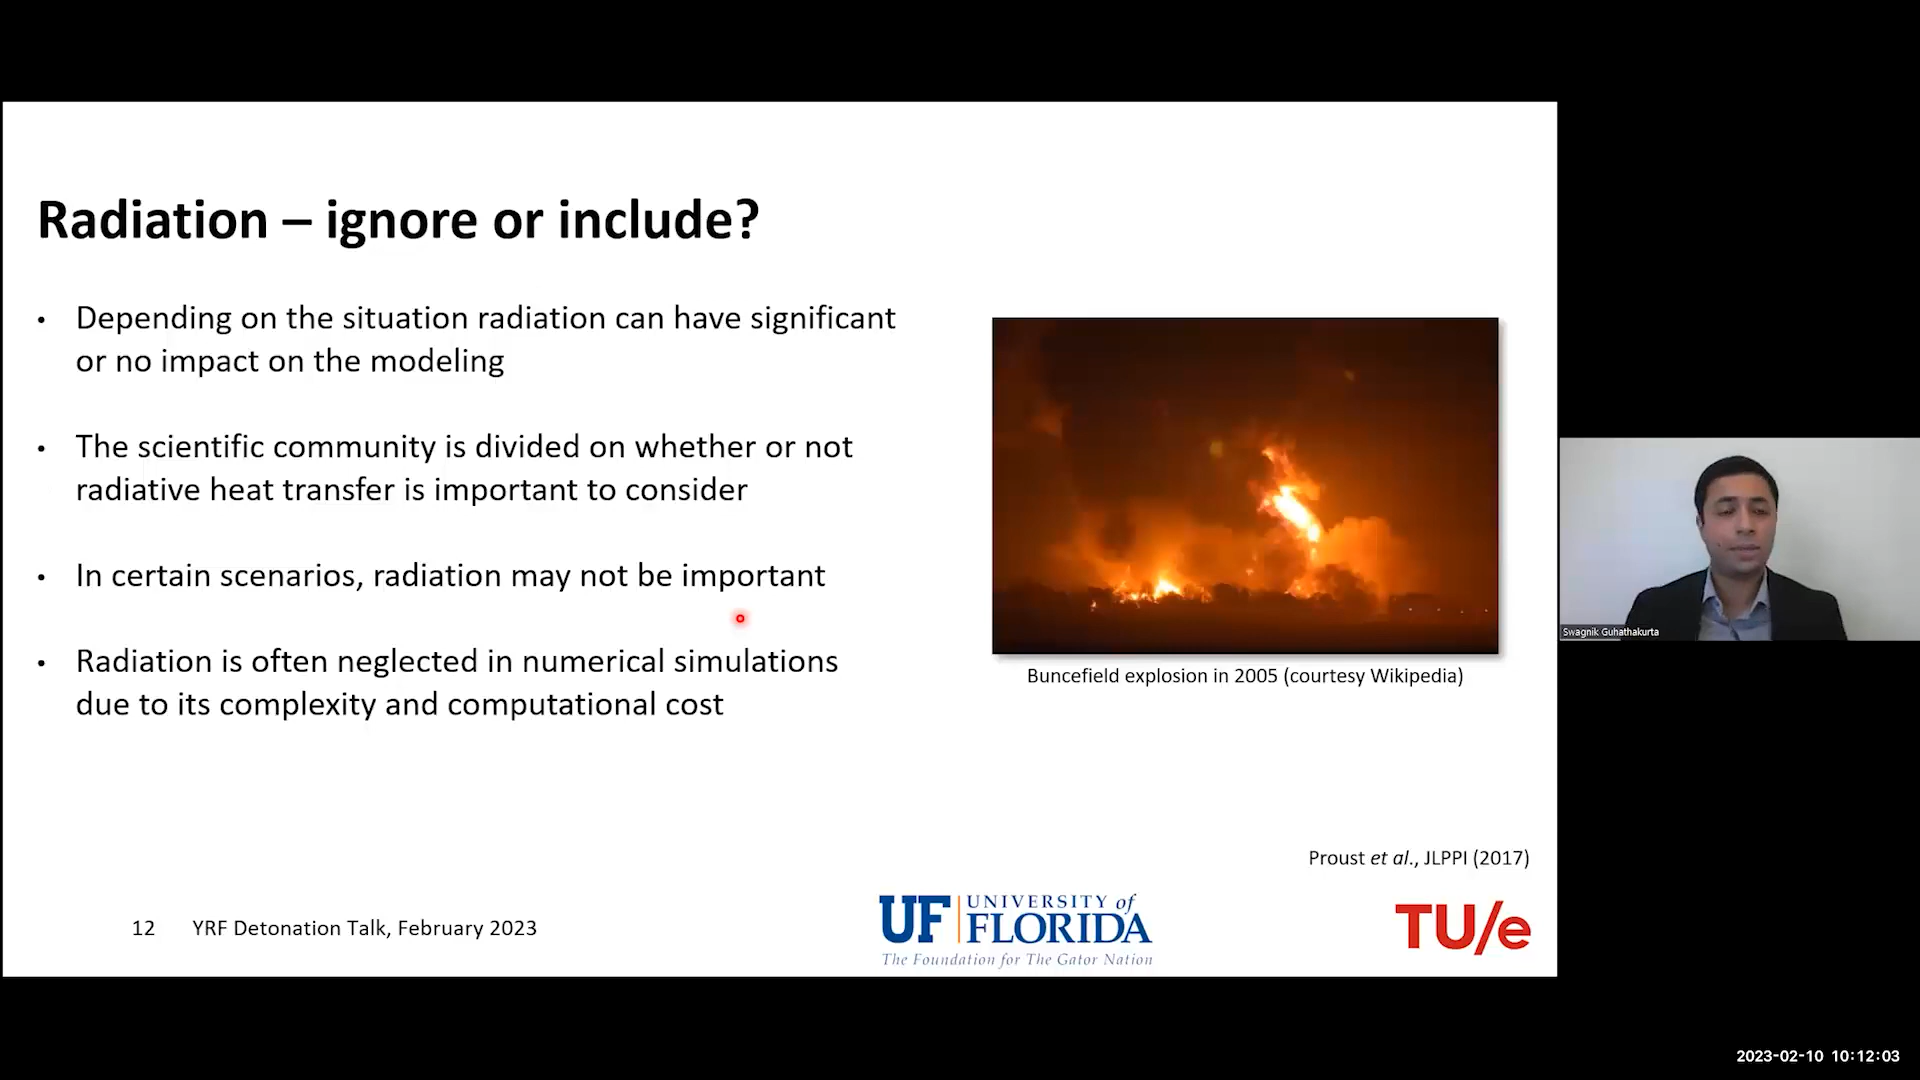 Radiation – ignore or include?
• Depending on the situation radiation can have significant
or no impact on the modeling
• The scientific community is divided on whether or not
radiative heat transfer is important to consider
• In certain scenarios, radiation may not be important
• Radiation is often neglected in numerical simulations
due to its complexity and computational cost
Buncefield explosion in 2005 (courtesy Wikipedia)
Swagnik Guhathakurta
Proust et al., JLPPI (2017)
12 YRF Detonation Talk, February 2023
UF UNIVERSITY of
FLORIDA
The Foundation for The Gator Nation
TU/e
2023-02-10 10:12:03